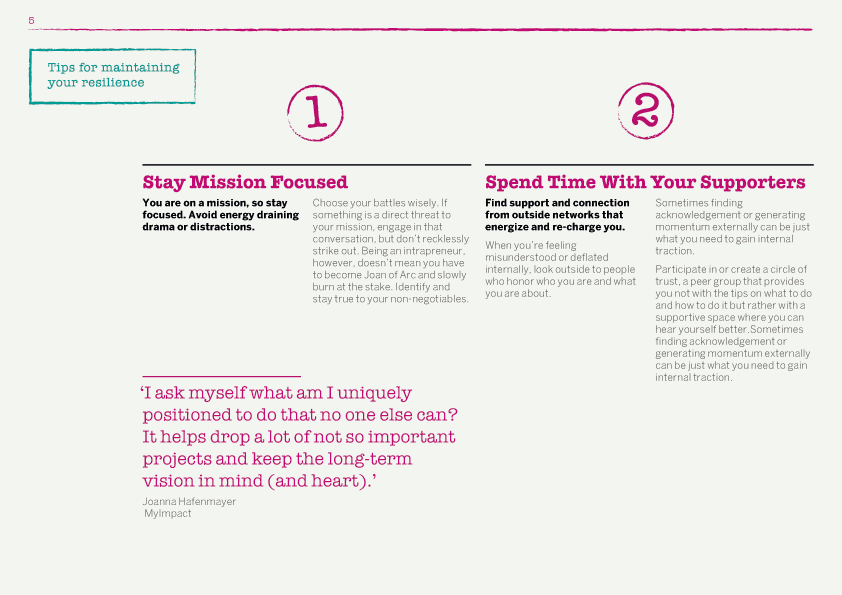 5
Tips for maintaining
your resilience
1
Stay Mission Focused
You are on a mission, so stay
focused. Avoid energy draining
drama or distractions.
Choose your battles wisely. If
something is a direct threat to
your mission, engage in that
conversation, but don't recklessly
strike out. Being an intrapreneur,
however, doesn't mean you have
to become Joan of Arc and slowly
burn at the stake. Identify and
stay true to your non-negotiables.
‘I ask myself what am I uniquely
positioned to do that no one else can?
It helps drop a lot of not so important
projects and keep the long-term
vision in mind (and heart).’
Joanna Hafenmayer
MyImpact
2
Spend Time With Your Supporters
Find support and connection
from outside networks that
energize and re-charge you.
When you're feeling
misunderstood or deflated
internally, look outside to people
who honor who you are and what
you are about.
Sometimes finding
acknowledgement or generating
momentum externally can be just
what you need to gain internal
traction.
Participate in or create a circle of
trust, a peer group that provides
you not with the tips on what to do
and how to do it but rather with a
supportive space where you can
hear yourself better.Sometimes
finding acknowledgement or
generating momentum externally
can be just what you need to gain
internal traction.